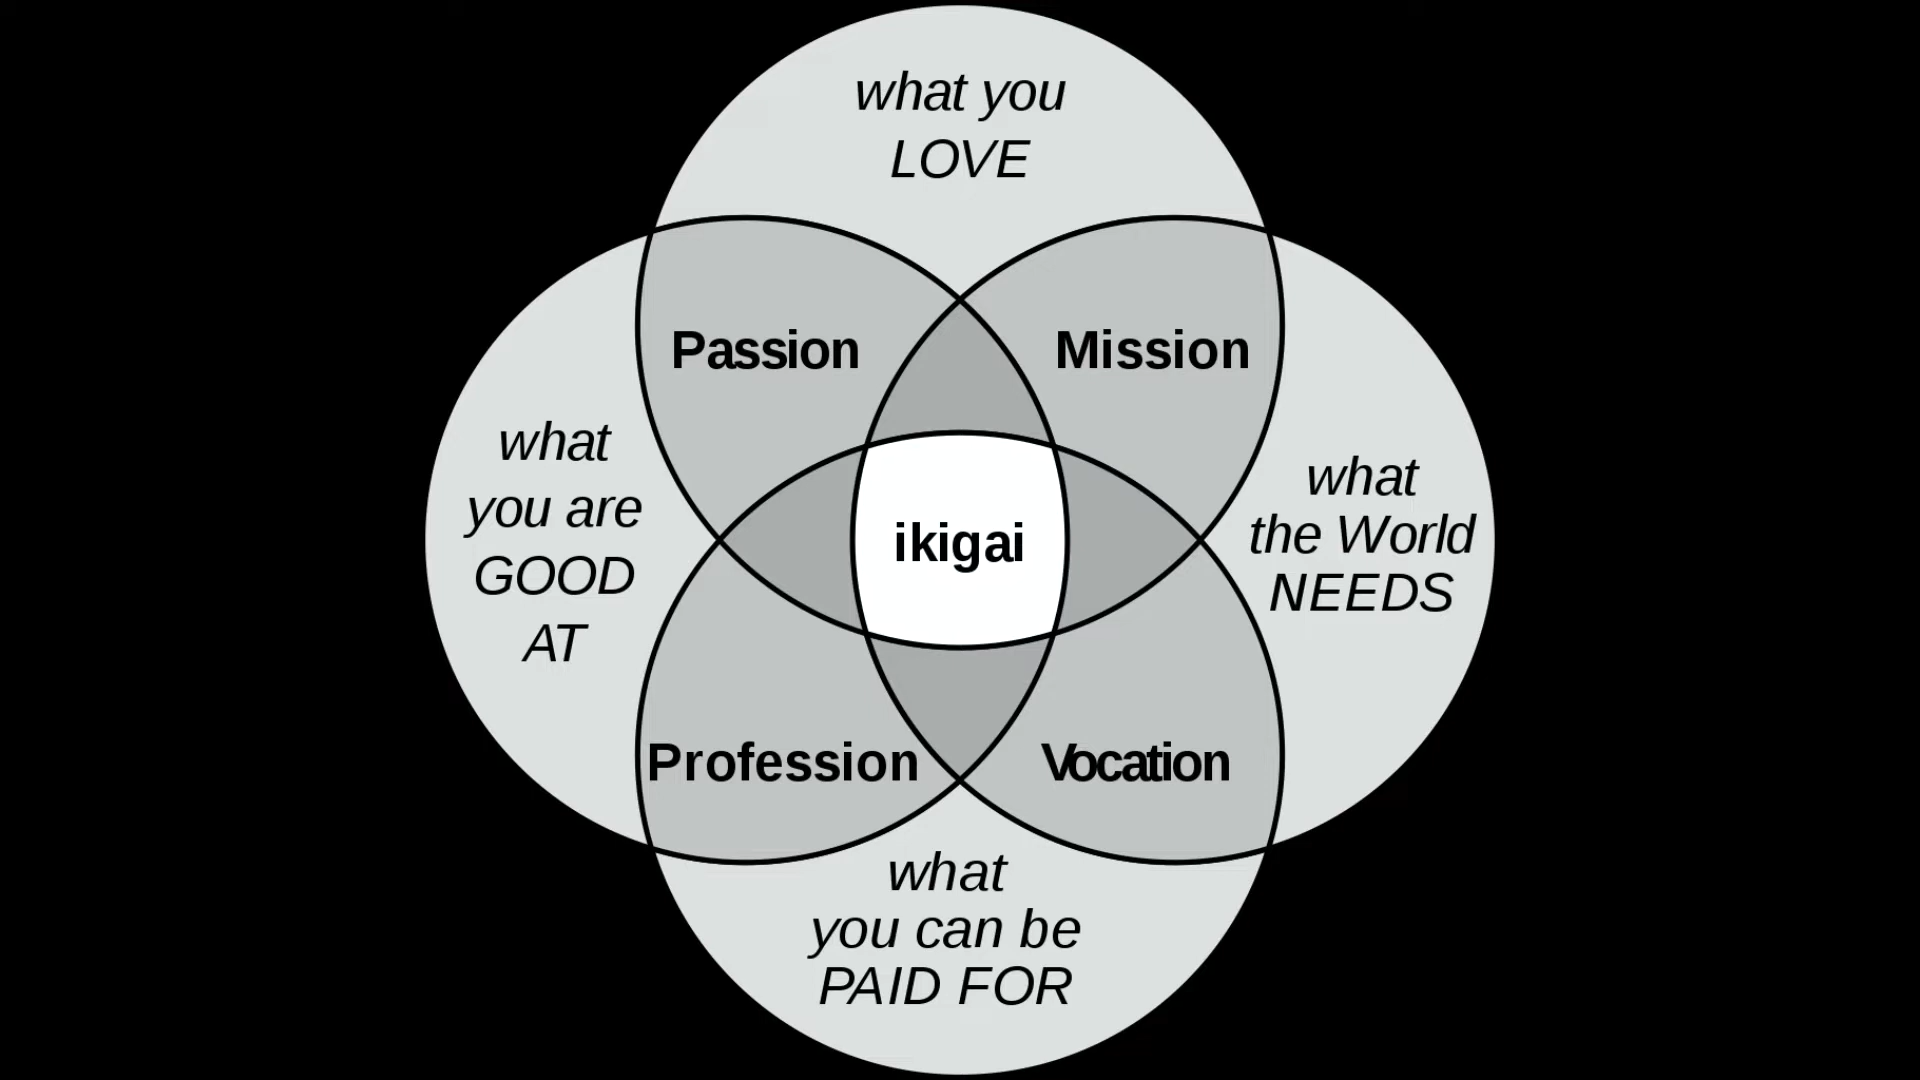 what you
LOVE
Passion
Mission
what
you are
GOOD
AT
ikigai
what
the World
NEEDS
Profession
Vocation
what
you can be
PAID FOR